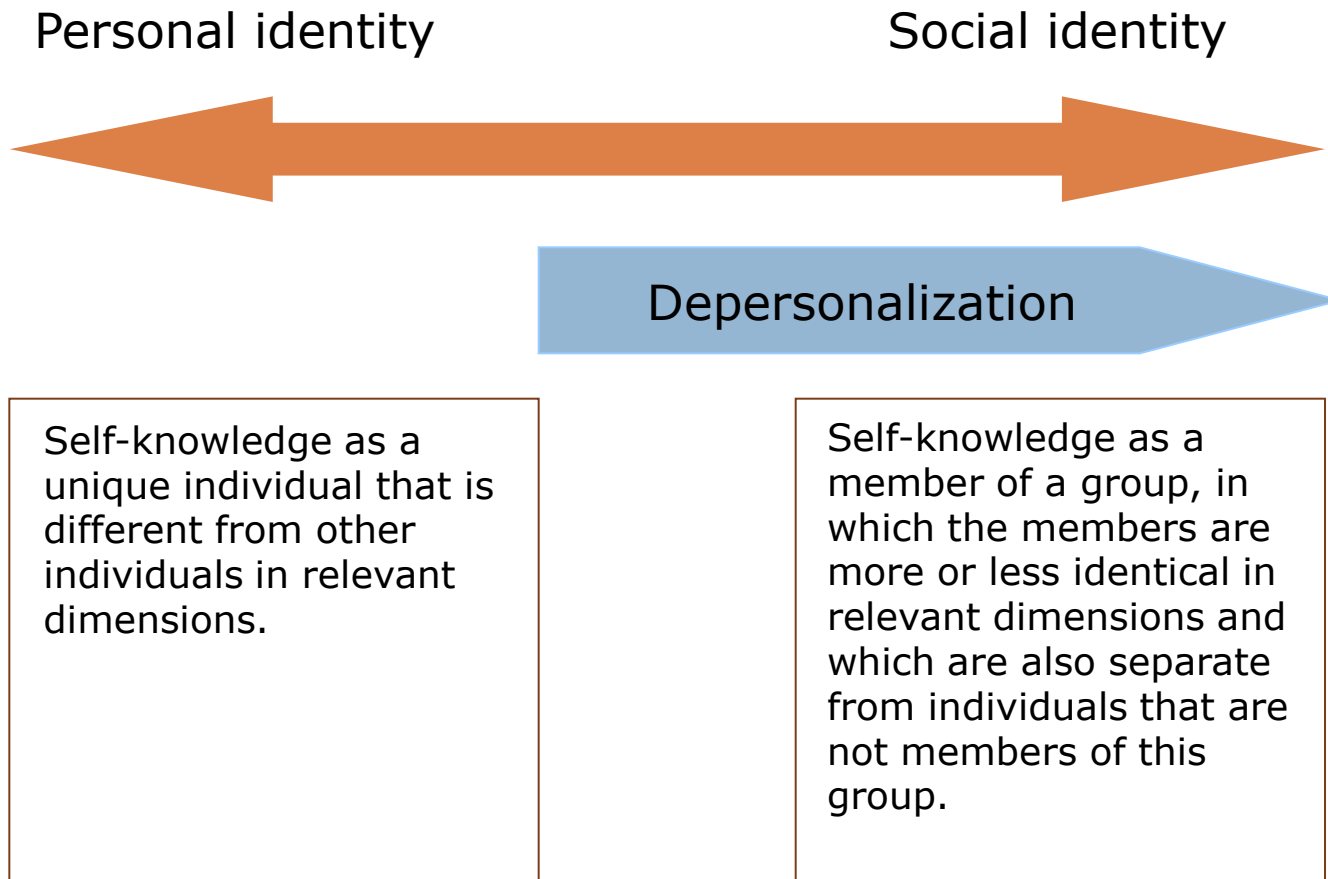 Personal identity
Social identity
Depersonalization
Self-knowledge as a
unique individual that is
different from other
individuals in relevant
dimensions.
Self-knowledge as a
member of a group, in
which the members are
more or less identical in
relevant dimensions and
which are also separate
from individuals that are
not members of this
group.